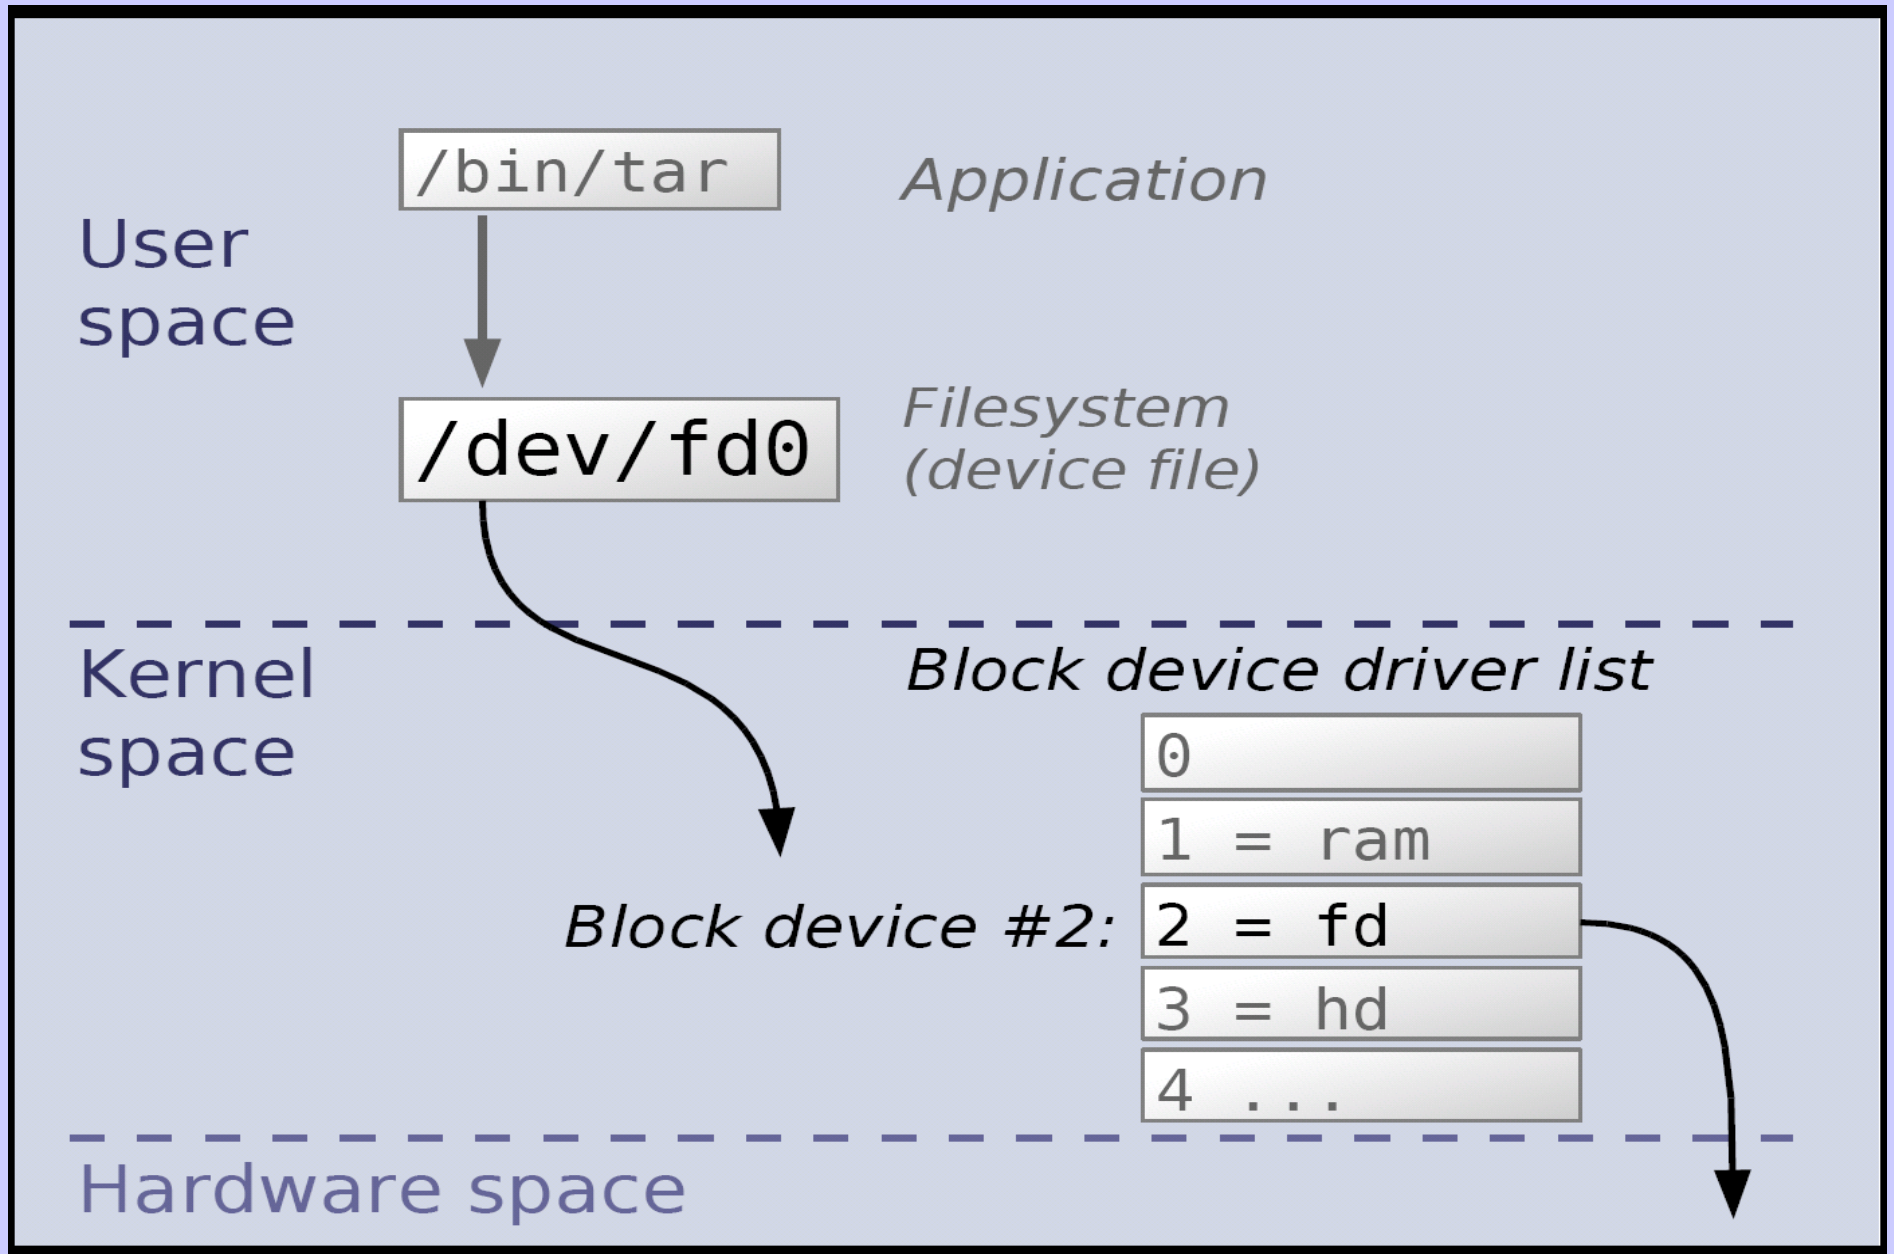 /bin/tar
Application
User
space
/dev/fd0
Filesystem
(device file)
Kernel
space
Block device driver list
0
1 = ram
Block device #2:
2 = fd
3 = hd
4 ...
Hardware space